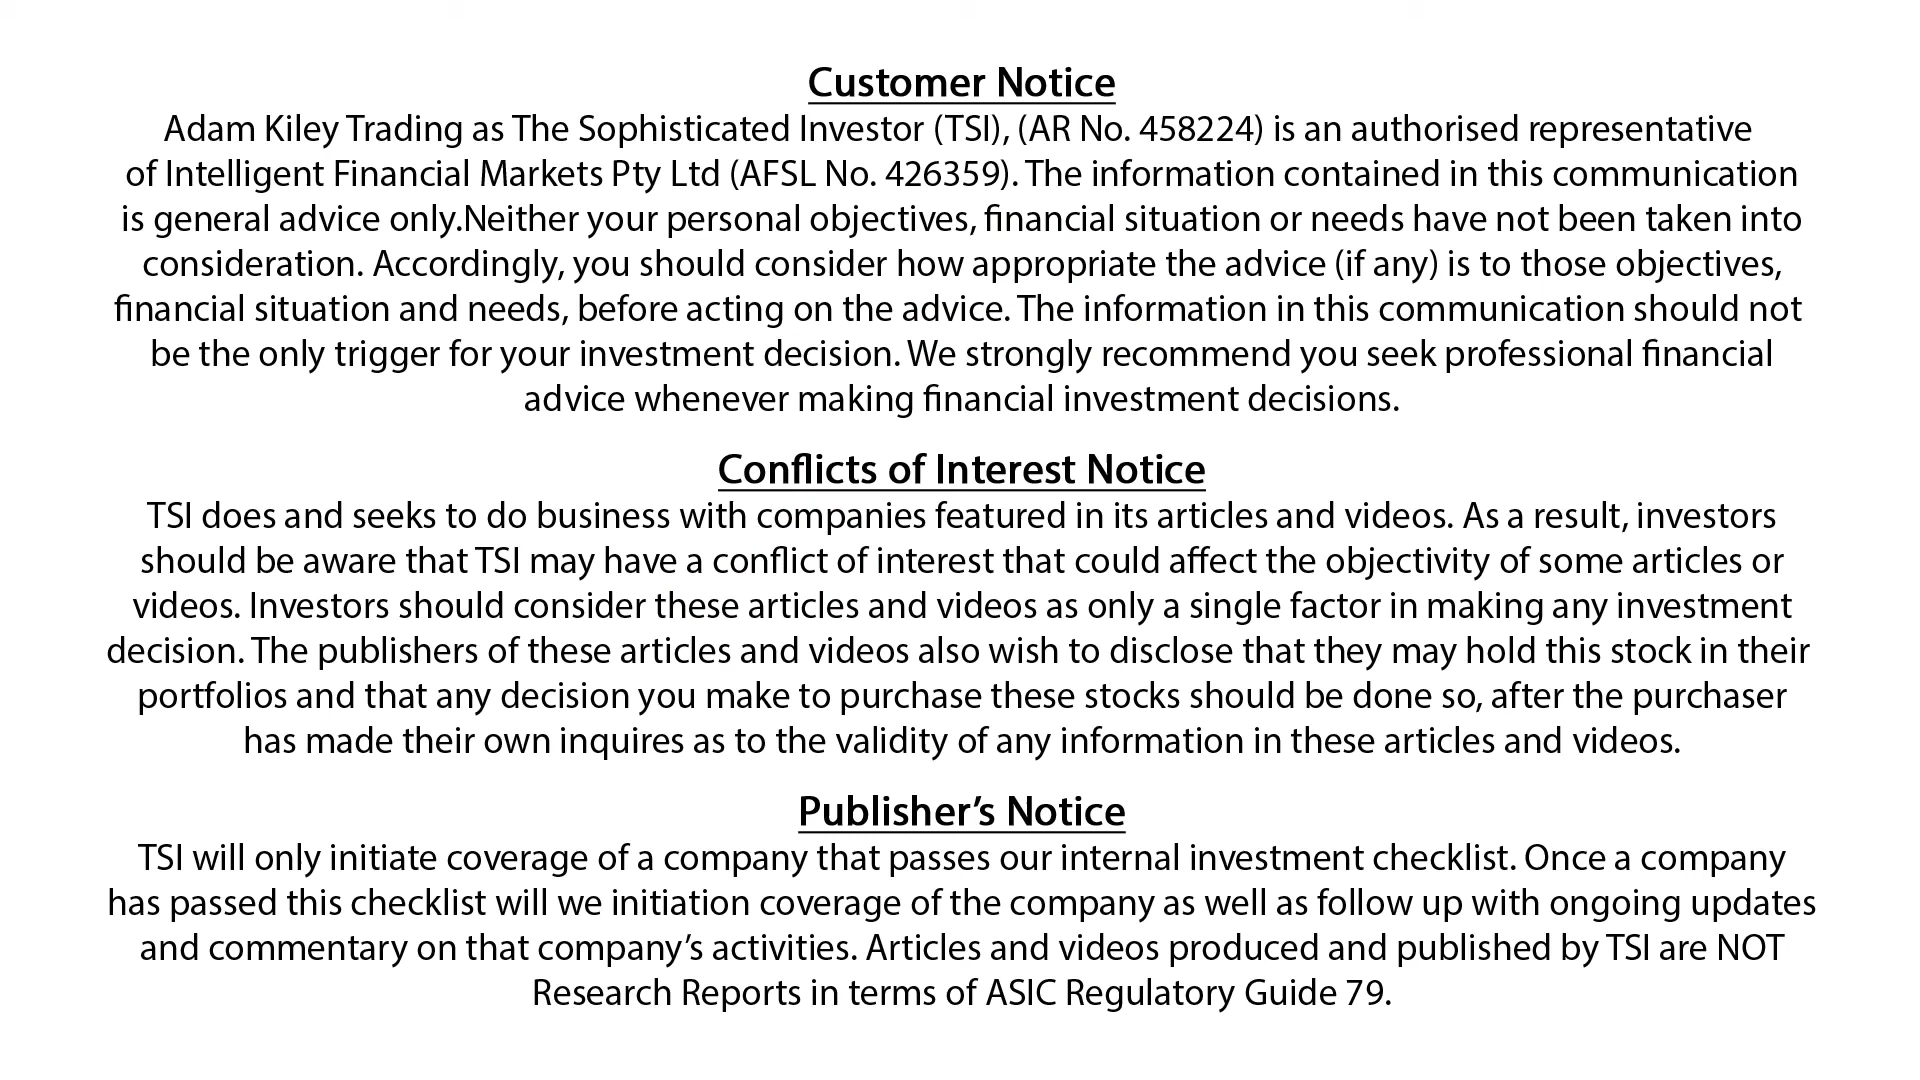 Customer Notice
Adam Kiley Trading as The Sophisticated Investor (TSI), (AR No. 458224) is an authorised representative
of Intelligent Financial Markets Pty Ltd (AFSL No. 426359). The information contained in this communication
is general advice only.Neither your personal objectives, financial situation or needs have not been taken into
consideration. Accordingly, you should consider how appropriate the advice (if any) is to those objectives,
financial situation and needs, before acting on the advice. The information in this communication should not
be the only trigger for your investment decision. We strongly recommend you seek professional financial
advice whenever making financial investment decisions.
Conflicts of Interest Notice
TSI does and seeks to do business with companies featured in its articles and videos. As a result, investors
should be aware that TSI may have a conflict of interest that could affect the objectivity of some articles or
videos. Investors should consider these articles and videos as only a single factor in making any investment
decision. The publishers of these articles and videos also wish to disclose that they may hold this stock in their
portfolios and that any decision you make to purchase these stocks should be done so, after the purchaser
has made their own inquires as to the validity of any information in these articles and videos.
Publisher’s Notice
TSI will only initiate coverage of a company that passes our internal investment checklist. Once a company
has passed this checklist will we initiation coverage of the company as well as follow up with ongoing updates
and commentary on that company’s activities. Articles and videos produced and published by TSI are NOT
Research Reports in terms of ASIC Regulatory Guide 79.